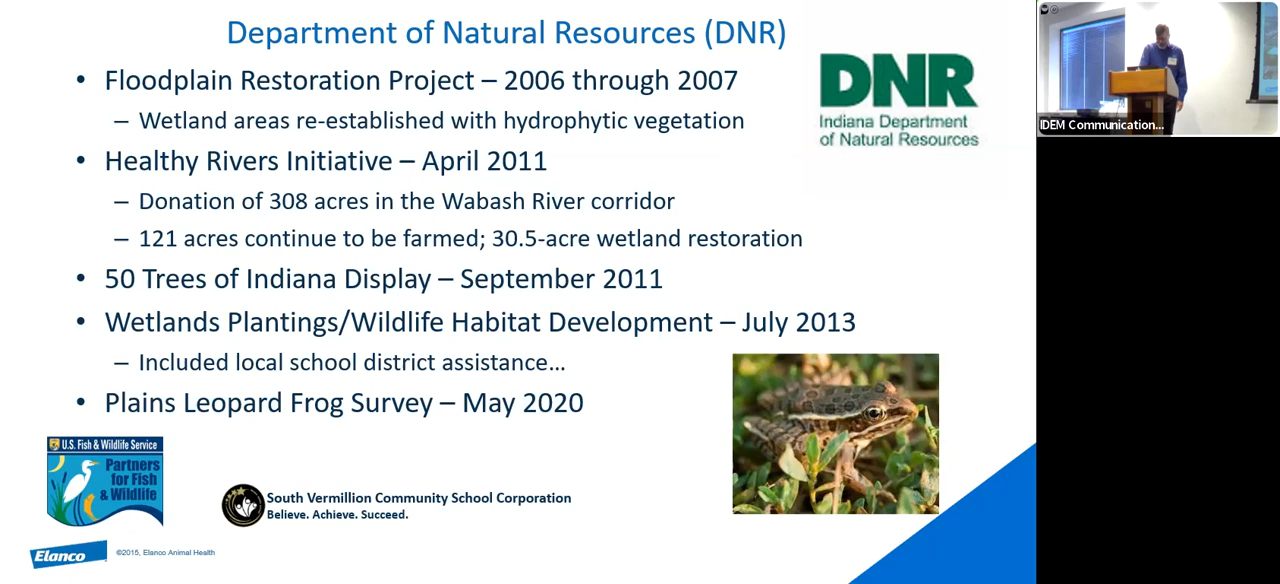 Department of Natural Resources (DNR)
• Floodplain Restoration Project – 2006 through 2007
– Wetland areas re-established with hydrophytic vegetation
• Healthy Rivers Initiative – April 2011
– Donation of 308 acres in the Wabash River corridor
– 121 acres continue to be farmed; 30.5-acre wetland restoration
• 50 Trees of Indiana Display – September 2011
• Wetlands Plantings/Wildlife Habitat Development – July 2013
– Included local school district assistance…
• Plains Leopard Frog Survey – May 2020
DNR
Indiana Department
of Natural Resources
IDEM Communication...
U.S. Fish & Wildlife Service
Partners
for Fish
& Wildlife
South Vermillion Community School Corporation
Believe. Achieve. Succeed.
Elanco
©2015, Elanco Animal Health